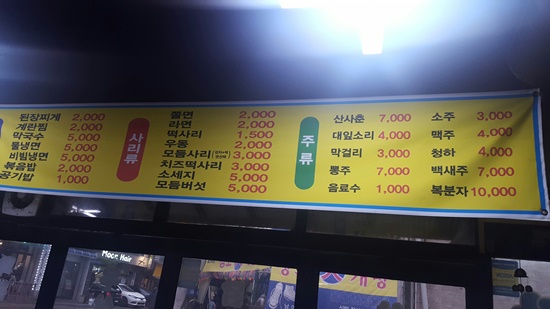 된장찌게 2,000
계란찜 2,000
막국수 5,000
물냉면 5,000
비빔냉면 5,000
볶음밥 2,000
공기밥 1,000
사리류
쫄면 2,000
라면 2,000
떡사리 1,500
우동 2,000
모듬사리 3,000
치즈떡사리 3,000
소세지 5,000
모듬버섯 5,000
주류
산사춘 7,000
대잎소리 4,000
막걸리 3,000
뽕주 7,000
음료수 1,000
소주 3,000
맥주 4,000
청하 4,000
백새주 7,000
복분자 10,000
Mace Hair